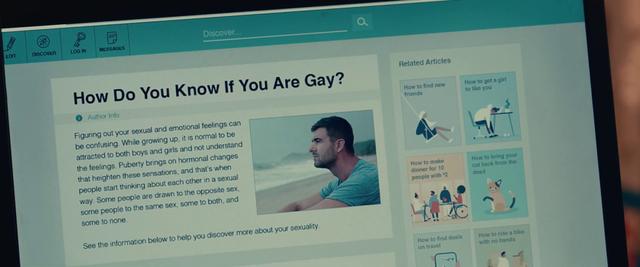 EDIT
DISCOVER
LOG IN
MESSAGES
Discover...
How Do You Know If You Are Gay?
Author Info
Figuring out your sexual and emotional feelings can
be confusing. While growing up, it is normal to be
attracted to both boys and girls and not understand
the feelings. Puberty brings on hormonal changes
that heighten these sensations, and that's when
people start thinking about each other in a sexual
way. Some people are drawn to the opposite sex,
some people to the same sex, some to both, and
some to none.
See the information below to help you discover more about your sexuality.
Related Articles
How to find new
friends
How to get a girl
to like you
How to make
dinner for 10
people with
How to bring your
cat back from the
dead
How to find deals
on travel
How to ride a bike
with no hands